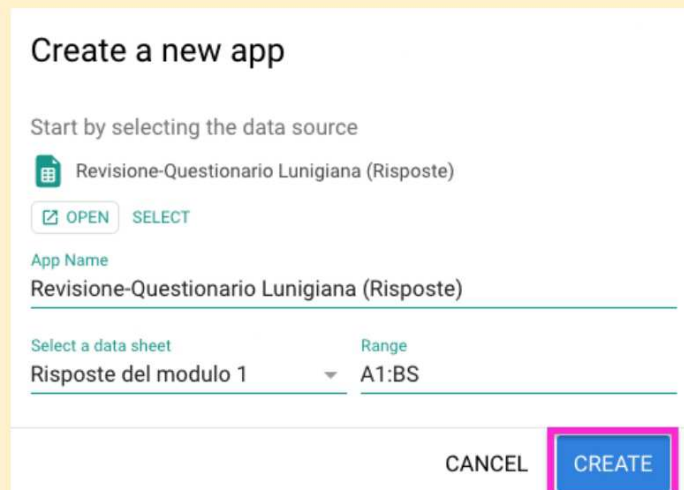 Create a new app
Start by selecting the data source
Revisione-Questionario Lunigiana (Risposte)
OPEN SELECT
App Name
Revisione-Questionario Lunigiana (Risposte)
Select a data sheet Range
Risposte del modulo 1 A1:BS
CANCEL CREATE